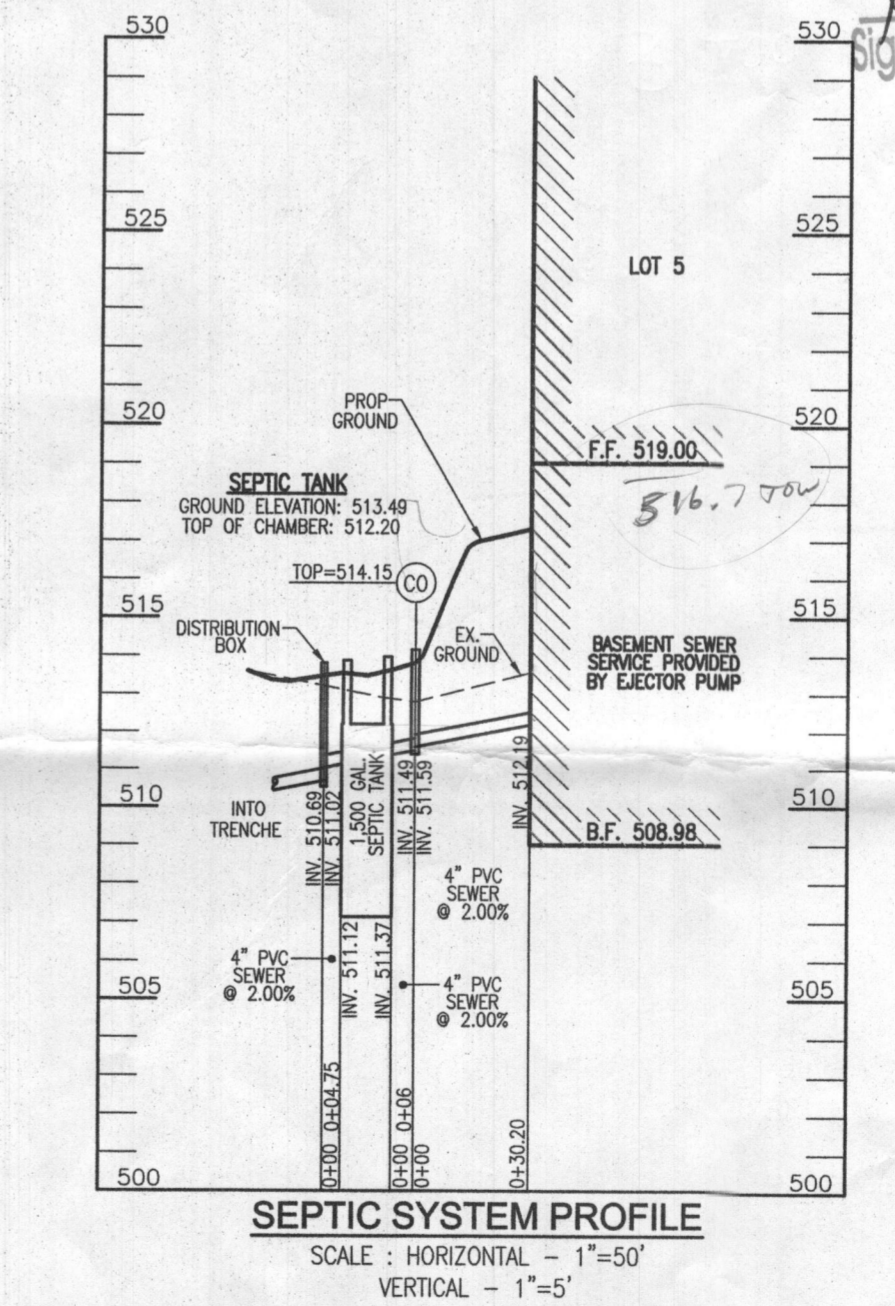 530
530
Sig
525
525
LOT 5
520
520
PROP
GROUND
F.F. 519.00
516.7 TOW
SEPTIC TANK
GROUND ELEVATION: 513.49
TOP OF CHAMBER: 512.20
TOP=514.15
CO
515
515
DISTRIBUTION
BOX
EX.
GROUND
BASEMENT SEWER
SERVICE PROVIDED
BY EJECTOR PUMP
510
510
INTO
TRENCHE
INV. 510.69
INV. 511.02
1,500 GAL.
SEPTIC TANK
INV. 511.49
INV. 511.59
INV. 512.19
B.F. 508.98
4" PVC
SEWER
@ 2.00%
INV. 511.12
INV. 511.37
4" PVC
SEWER
@ 2.00%
4" PVC
SEWER
@ 2.00%
505
505
0+00
0+04.75
0+00
0+06
0+00
0+30.20
500
500
SEPTIC SYSTEM PROFILE
SCALE : HORIZONTAL - 1"=50'
VERTICAL - 1"=5'